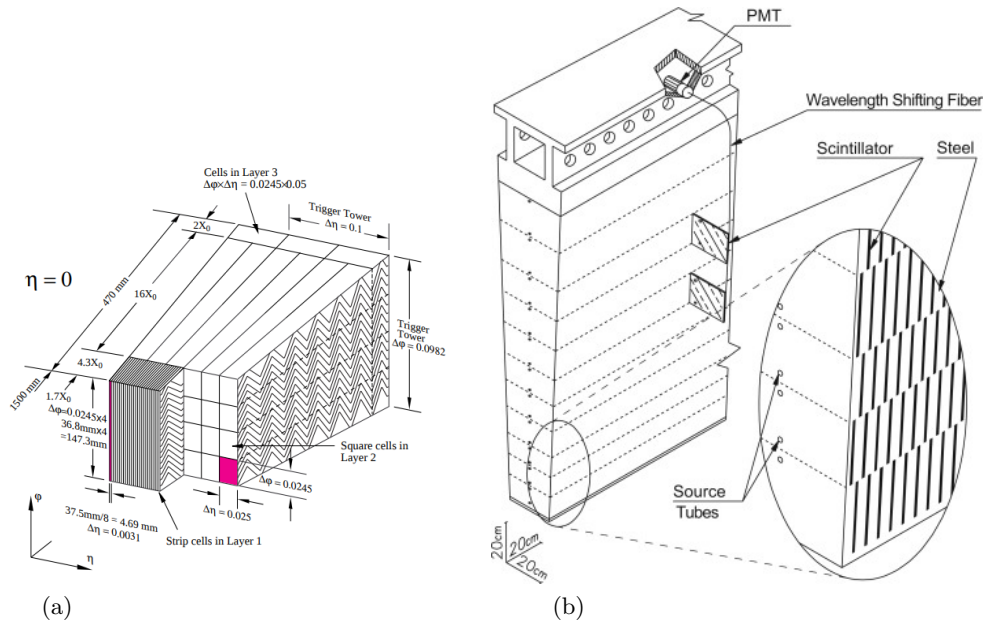 Cells in Layer 3
Δφ×Δη = 0.0245×0.05
Trigger Tower
Δη = 0.1
2X₀
η = 0
470 mm
16X₀
Trigger
Tower
Δφ = 0.0982
4.3X₀
1500 mm
1.7X₀
Δφ=0.0245x4
36.8mmx4
=147.3mm
Square cells in
Layer 2
Δφ = 0.0245
Δη = 0.025
φ
37.5mm/8 = 4.69 mm
Δη = 0.0031
Strip cells in Layer 1
η
(a)
PMT
Wavelength Shifting Fiber
Scintillator
Steel
Source
Tubes
20cm
20cm
20cm
(b)